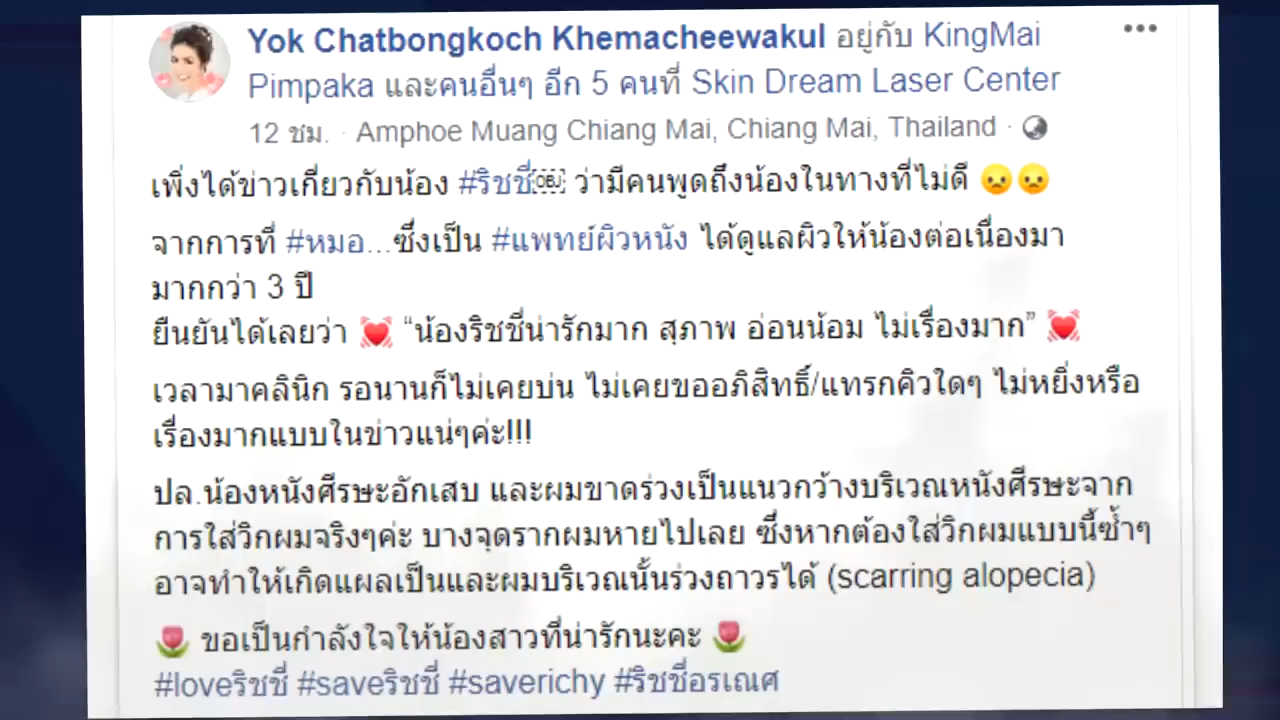 Yok Chatbongkoch Khemacheewakul อยู่กับ KingMai
Pimpaka และคนอื่นๆ อีก 5 คนที่ Skin Dream Laser Center
12 ชม. · Amphoe Muang Chiang Mai, Chiang Mai, Thailand ·
เพิ่งได้ข่าวเกี่ยวกับน้อง #ริชชี่￼ ว่ามีคนพูดถึงน้องในทางที่ไม่ดี 😞😞
จากการที่ #หมอ...ซึ่งเป็น #แพทย์ผิวหนัง ได้ดูแลผิวให้น้องต่อเนื่องมา
มากกว่า 3 ปี
ยืนยันได้เลยว่า 💓 “น้องริชชี่น่ารักมาก สุภาพ อ่อนน้อม ไม่เรื่องมาก” 💓
เวลามาคลินิก รอนานก็ไม่เคยบ่น ไม่เคยขออภิสิทธิ์/แทรกคิวใดๆ ไม่หยิ่งหรือ
เรื่องมากแบบในข่าวแน่ๆค่ะ!!!
ปล.น้องหนังศีรษะอักเสบ และผมขาดร่วงเป็นแนวกว้างบริเวณหนังศีรษะจาก
การใส่วิกผมจริงๆค่ะ บางจุดรากผมหายไปเลย ซึ่งหากต้องใส่วิกผมแบบนี้ซ้ำๆ
อาจทำให้เกิดแผลเป็นและผมบริเวณนั้นร่วงถาวรได้ (scarring alopecia)
🌷 ขอเป็นกำลังใจให้น้องสาวที่น่ารักนะคะ 🌷
#loveริชชี่ #saveริชชี่ #saverichy #ริชชี่อรเณศ